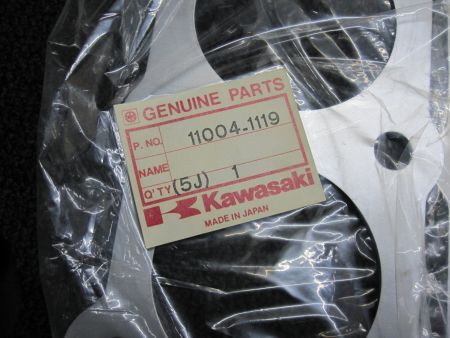 GENUINE PARTS
P. NO. 11004-1119
NAME
Q'TY (5J) 1
Kawasaki
MADE IN JAPAN